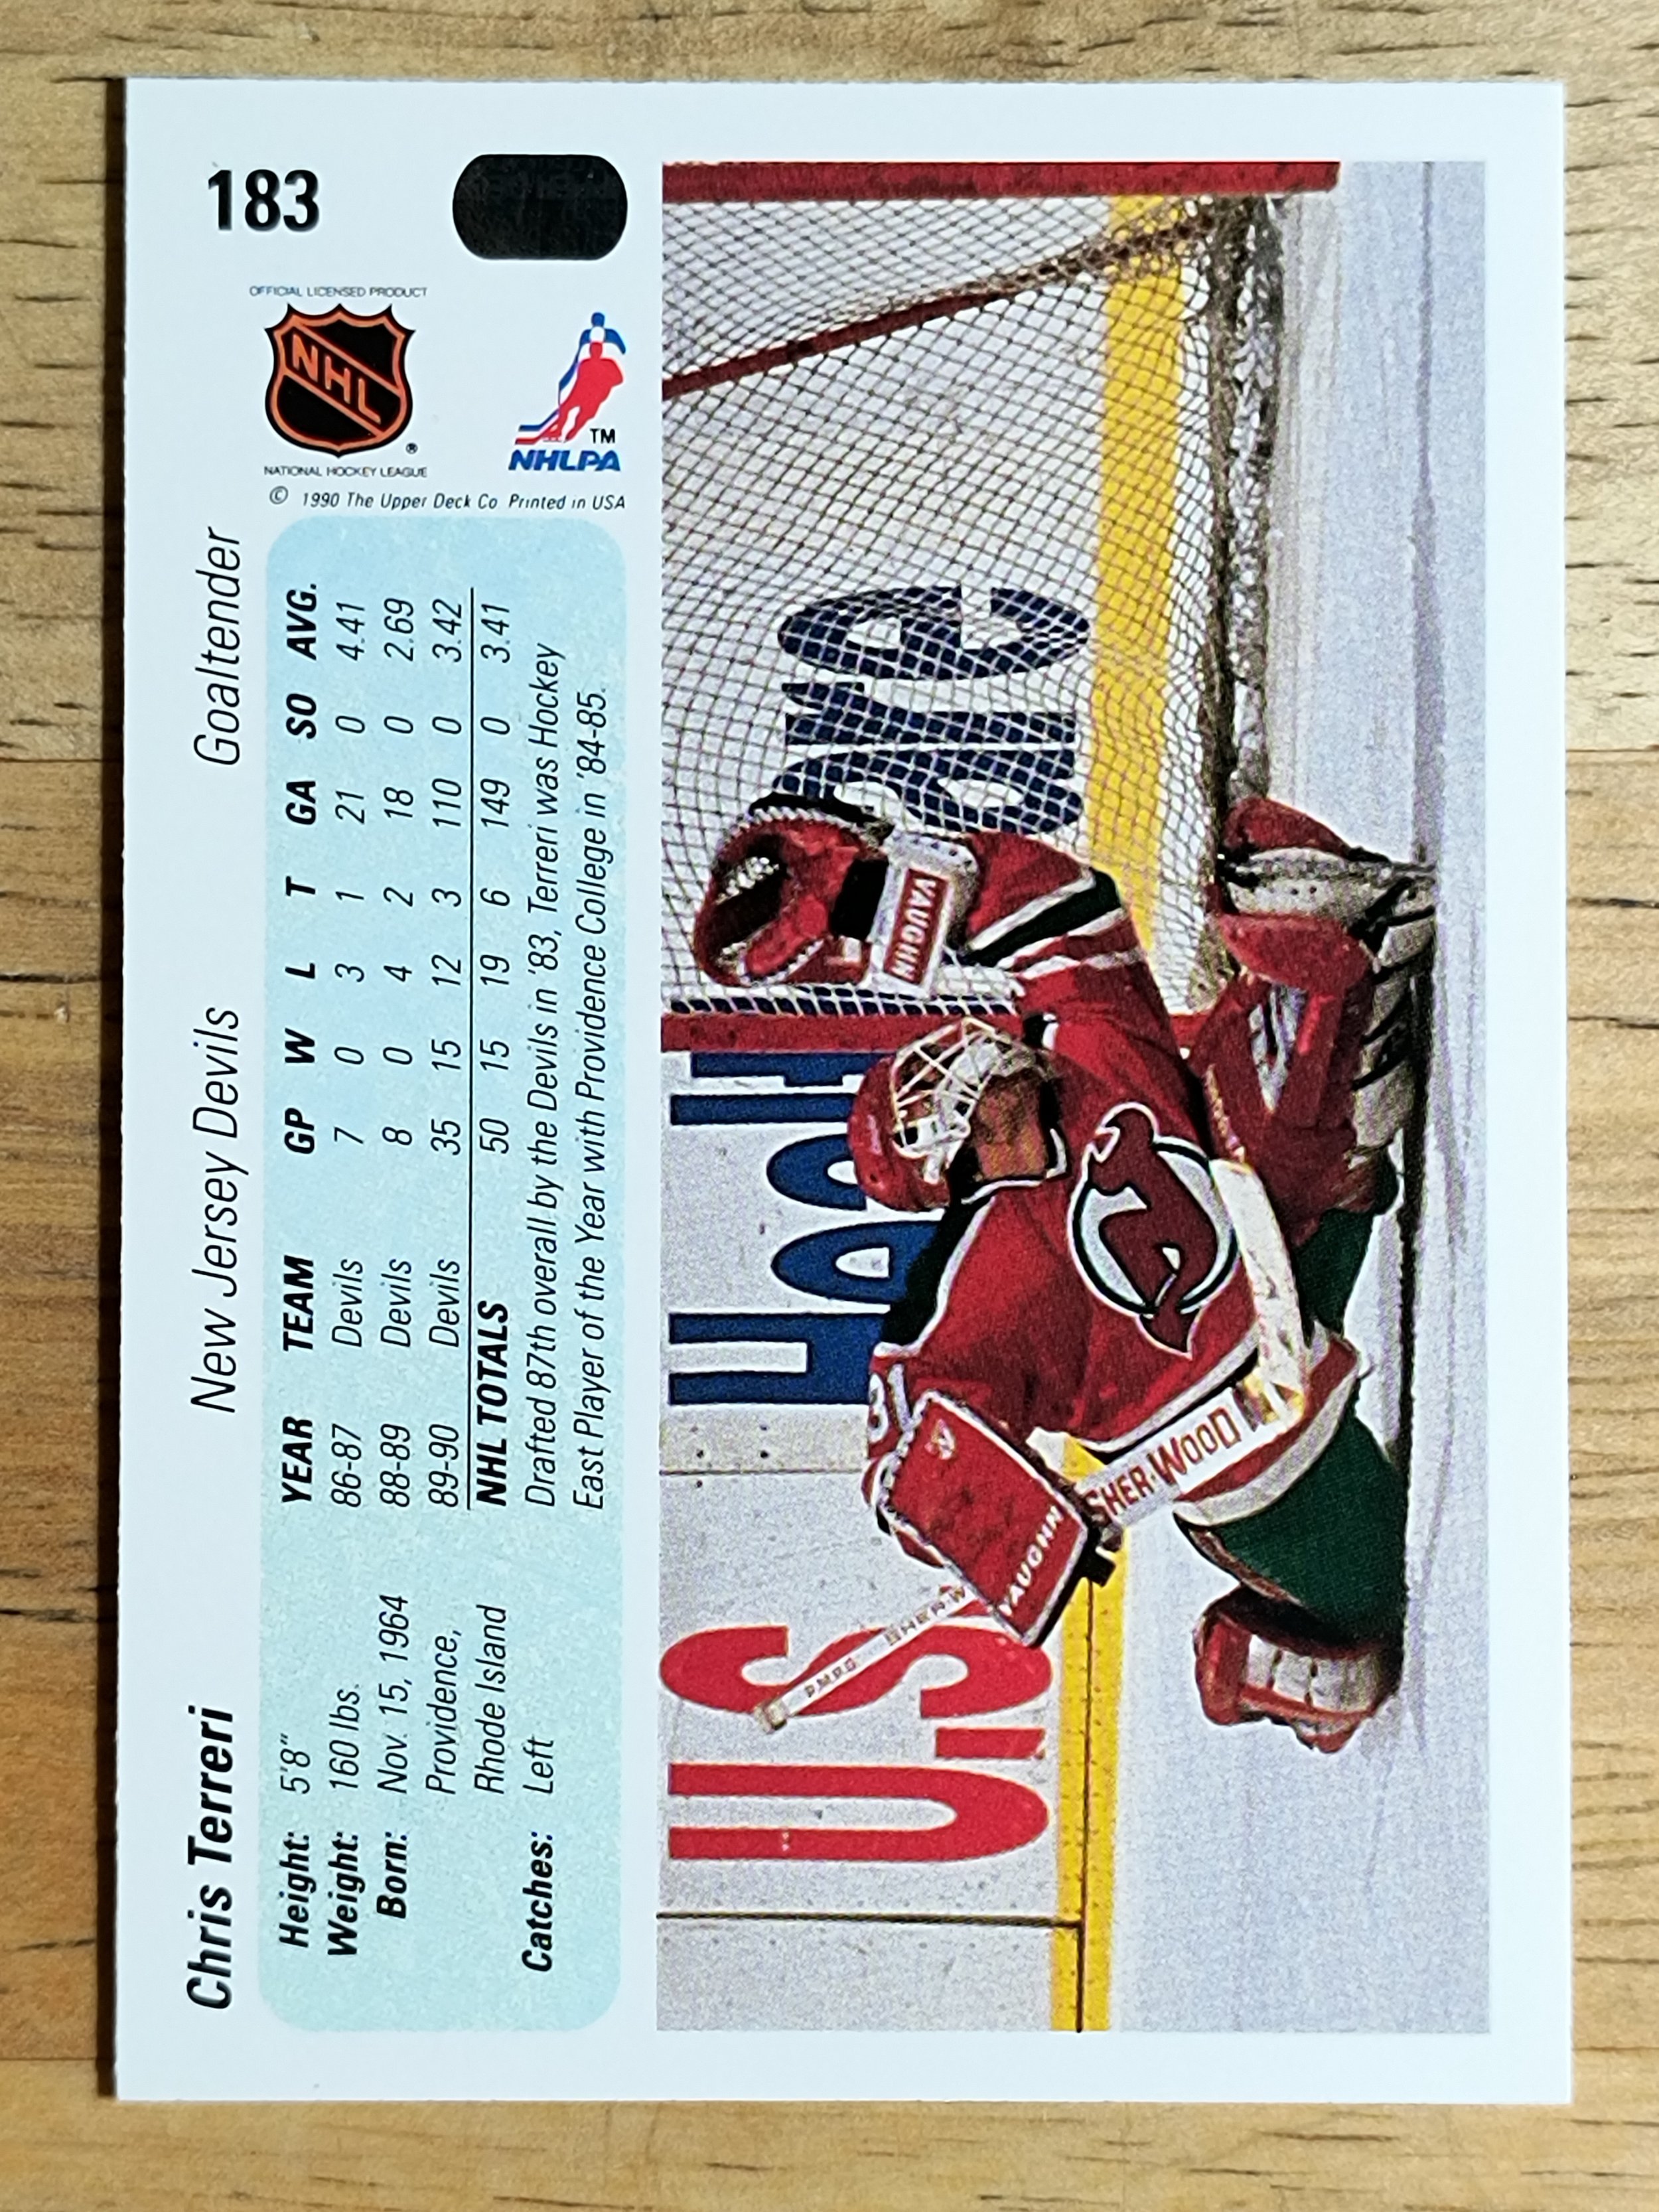 183
Chris Terreri New Jersey Devils Goaltender
Height: 5'8"
Weight: 160 lbs.
Born: Nov. 15, 1964
Providence,
Rhode Island
Catches: Left
YEAR TEAM GP W L T GA SO AVG.
86-87 Devils 7 0 3 1 21 0 4.41
88-89 Devils 8 0 4 2 18 0 2.69
89-90 Devils 35 15 12 3 110 0 3.42
NHL TOTALS 50 15 19 6 149 0 3.41
Drafted 87th overall by the Devils in '83, Terreri was Hockey
East Player of the Year with Providence College in '84-85.
OFFICIAL LICENSED PRODUCT
NHL
®
NATIONAL HOCKEY LEAGUE
TM
NHLPA
© 1990 The Upper Deck Co Printed in USA
US
VAUGHN
VAUGHN
SHER-WOOD